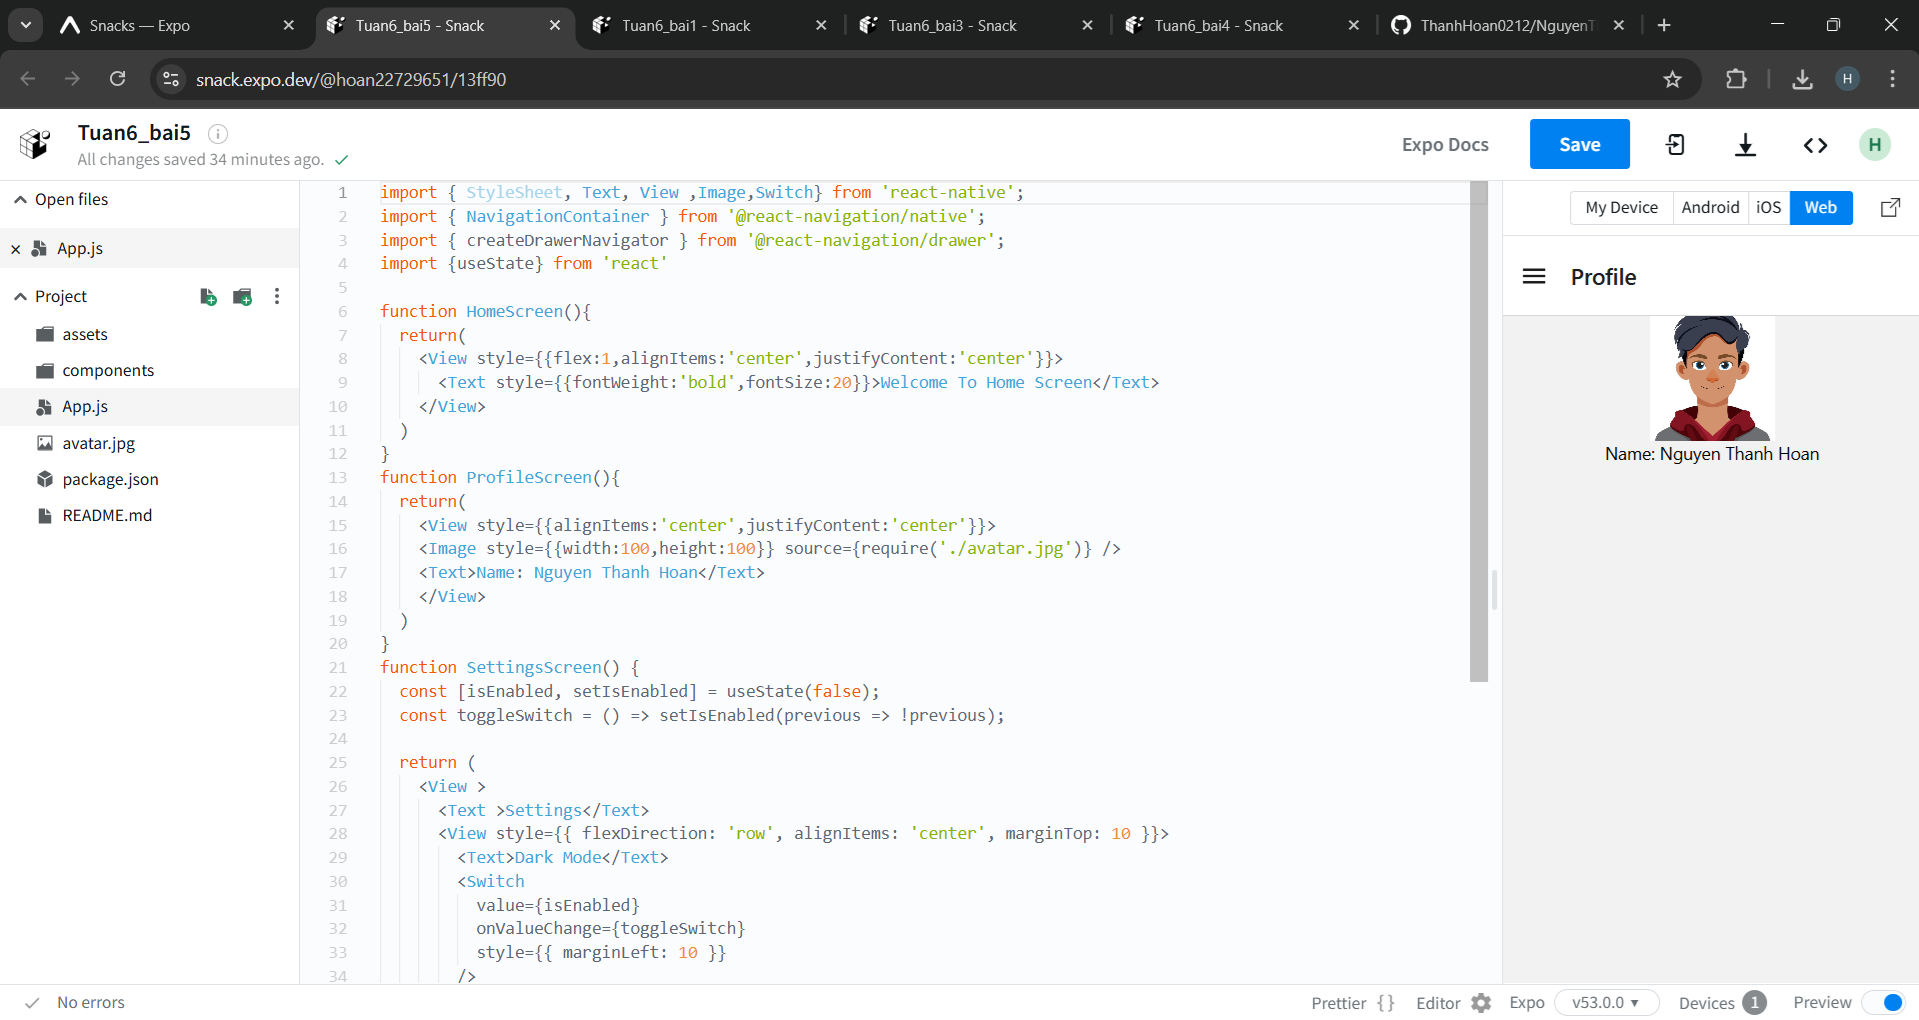 Snacks — Expo
Tuan6_bai5 - Snack
Tuan6_bai1 - Snack
Tuan6_bai3 - Snack
Tuan6_bai4 - Snack
ThanhHoan0212/NguyenT
snack.expo.dev/@hoan22729651/13ff90
H
Tuan6_bai5
All changes saved 34 minutes ago.
Expo Docs
Save
H
Open files
App.js
Project
assets
components
App.js
avatar.jpg
package.json
README.md
1 import { StyleSheet, Text, View ,Image,Switch} from 'react-native';
2 import { NavigationContainer } from '@react-navigation/native';
3 import { createDrawerNavigator } from '@react-navigation/drawer';
4 import {useState} from 'react'
5
6 function HomeScreen(){
7 return(
8 <View style={{flex:1,alignItems:'center',justifyContent:'center'}}>
9 <Text style={{fontWeight:'bold',fontSize:20}}>Welcome To Home Screen</Text>
10 </View>
11 )
12 }
13 function ProfileScreen(){
14 return(
15 <View style={{alignItems:'center',justifyContent:'center'}}>
16 <Image style={{width:100,height:100}} source={require('./avatar.jpg')} />
17 <Text>Name: Nguyen Thanh Hoan</Text>
18 </View>
19 )
20 }
21 function SettingsScreen() {
22 const [isEnabled, setIsEnabled] = useState(false);
23 const toggleSwitch = () => setIsEnabled(previous => !previous);
24
25 return (
26 <View >
27 <Text >Settings</Text>
28 <View style={{ flexDirection: 'row', alignItems: 'center', marginTop: 10 }}>
29 <Text>Dark Mode</Text>
30 <Switch
31 value={isEnabled}
32 onValueChange={toggleSwitch}
33 style={{ marginLeft: 10 }}
34 />
My Device
Android
iOS
Web
Profile
Name: Nguyen Thanh Hoan
No errors
Prettier {}
Editor
Expo v53.0.0
Devices 1
Preview